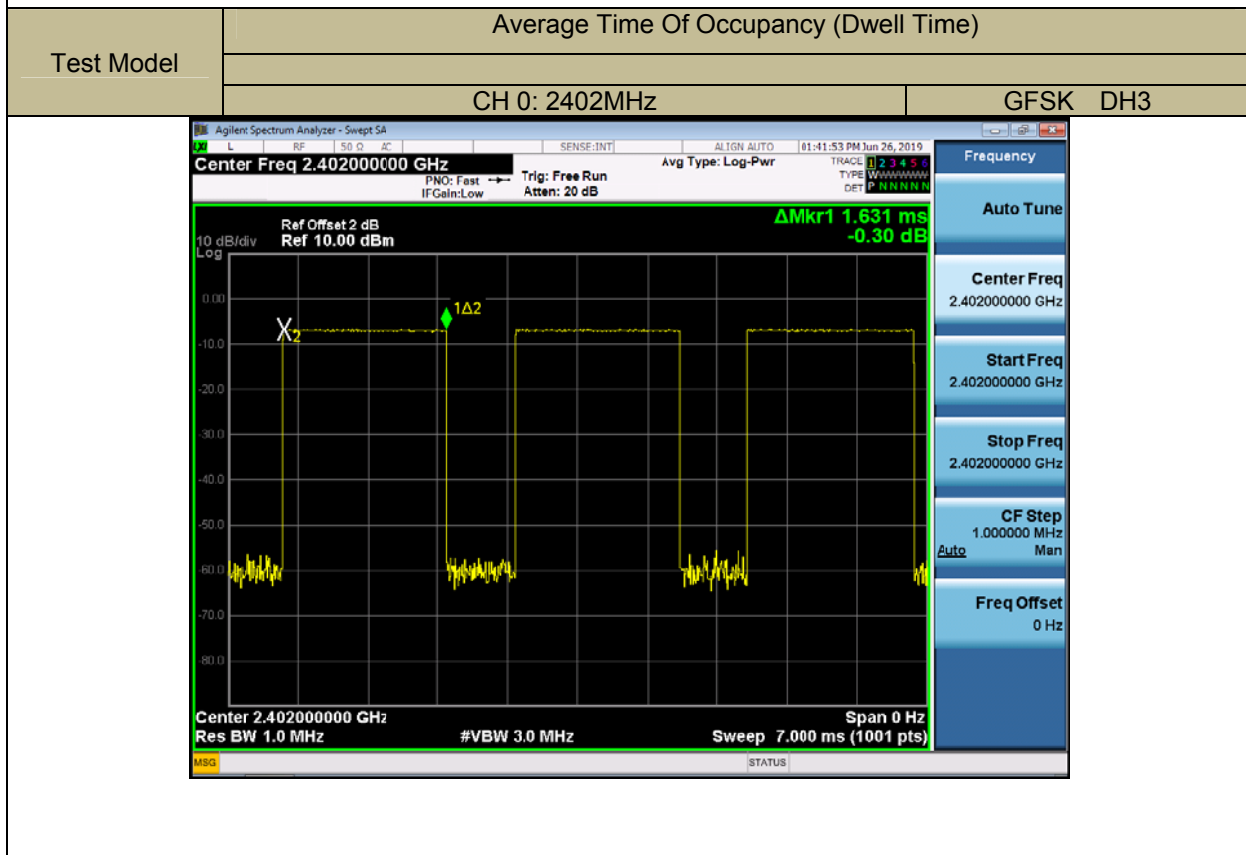 Test Model
Average Time Of Occupancy (Dwell Time)
CH 0: 2402MHz
GFSK DH3
Agilent Spectrum Analyzer - Swept SA
LXI L RF 50 Ω AC SENSE:INT ALIGN AUTO 01:41:53 PM Jun 26, 2019
Center Freq 2.402000000 GHz
PNO: Fast
IFGain:Low
Trig: Free Run
Atten: 20 dB
Avg Type: Log-Pwr
TRACE 1 2 3 4 5 6
TYPE WWWWWW
DET P N N N N N
ΔMkr1 1.631 ms
-0.30 dB
Ref Offset 2 dB
10 dB/div Ref 10.00 dBm
Log
0.00
-10.0
-20.0
-30.0
-40.0
-50.0
-60.0
-70.0
-80.0
X2
1Δ2
Center 2.402000000 GHz Span 0 Hz
Res BW 1.0 MHz #VBW 3.0 MHz Sweep 7.000 ms (1001 pts)
MSG STATUS
Frequency
Auto Tune
Center Freq
2.402000000 GHz
Start Freq
2.402000000 GHz
Stop Freq
2.402000000 GHz
CF Step
1.000000 MHz
Auto Man
Freq Offset
0 Hz